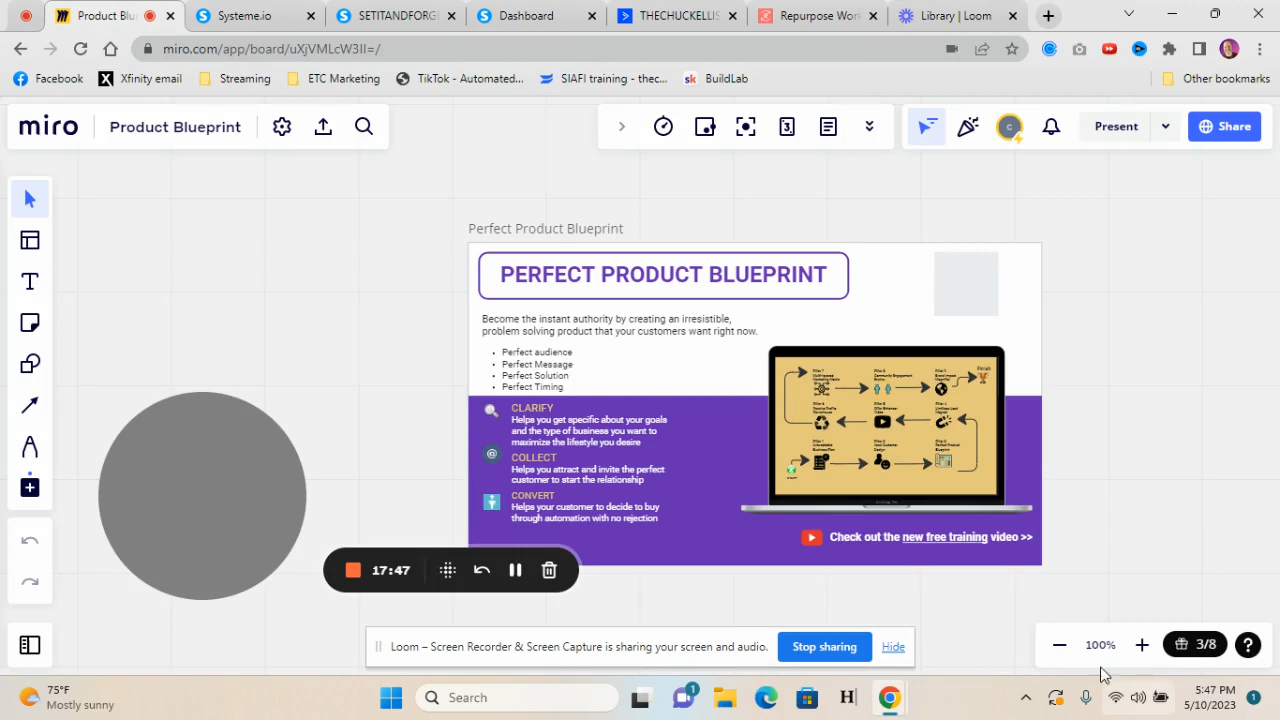 Product Blu
Systeme.io
SETITANDFORG
Dashboard
THECHUCKELLIS
Repurpose Wor
Library | Loom
miro.com/app/board/uXjVMLcW3II=/
Facebook
Xfinity email
Streaming
ETC Marketing
TikTok - Automated...
SIAFI training - thec...
sk
BuildLab
Other bookmarks
miro
Product Blueprint
3
C
Present
Share
Perfect Product Blueprint
PERFECT PRODUCT BLUEPRINT
Become the instant authority by creating an irresistible,
problem solving product that your customers want right now.
• Perfect audience
• Perfect Message
• Perfect Solution
• Perfect Timing
CLARIFY
Helps you get specific about your goals
and the type of business you want to
maximize the lifestyle you desire
COLLECT
Helps you attract and invite the perfect
customer to start the relationship
CONVERT
Helps your customer to decide to buy
through automation with no rejection
Finish
Check out the new free training video >>
17:47
Loom – Screen Recorder & Screen Capture is sharing your screen and audio.
Stop sharing
Hide
100%
3/8
?
75°F
Mostly sunny
Search
1
H
5:47 PM
5/10/2023
1